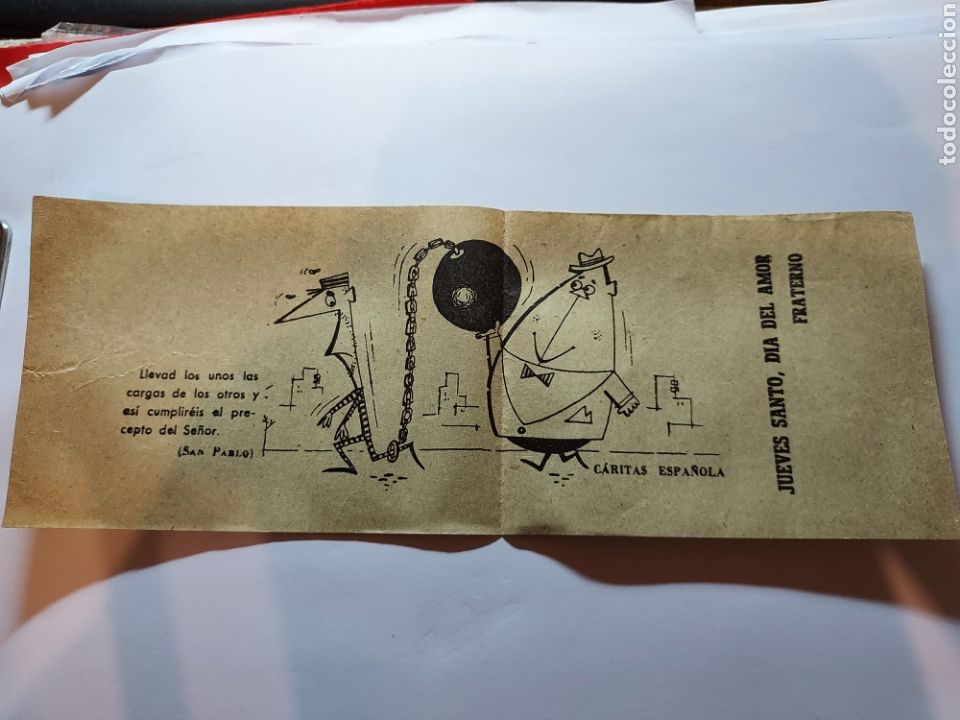 Llevad los unos las
cargas de los otros y
así cumpliréis el pre-
cepto del Señor.
(SAN PABLO)
CÁRITAS ESPAÑOLA
JUEVES SANTO, DIA DEL AMOR
FRATERNO
todocoleccion